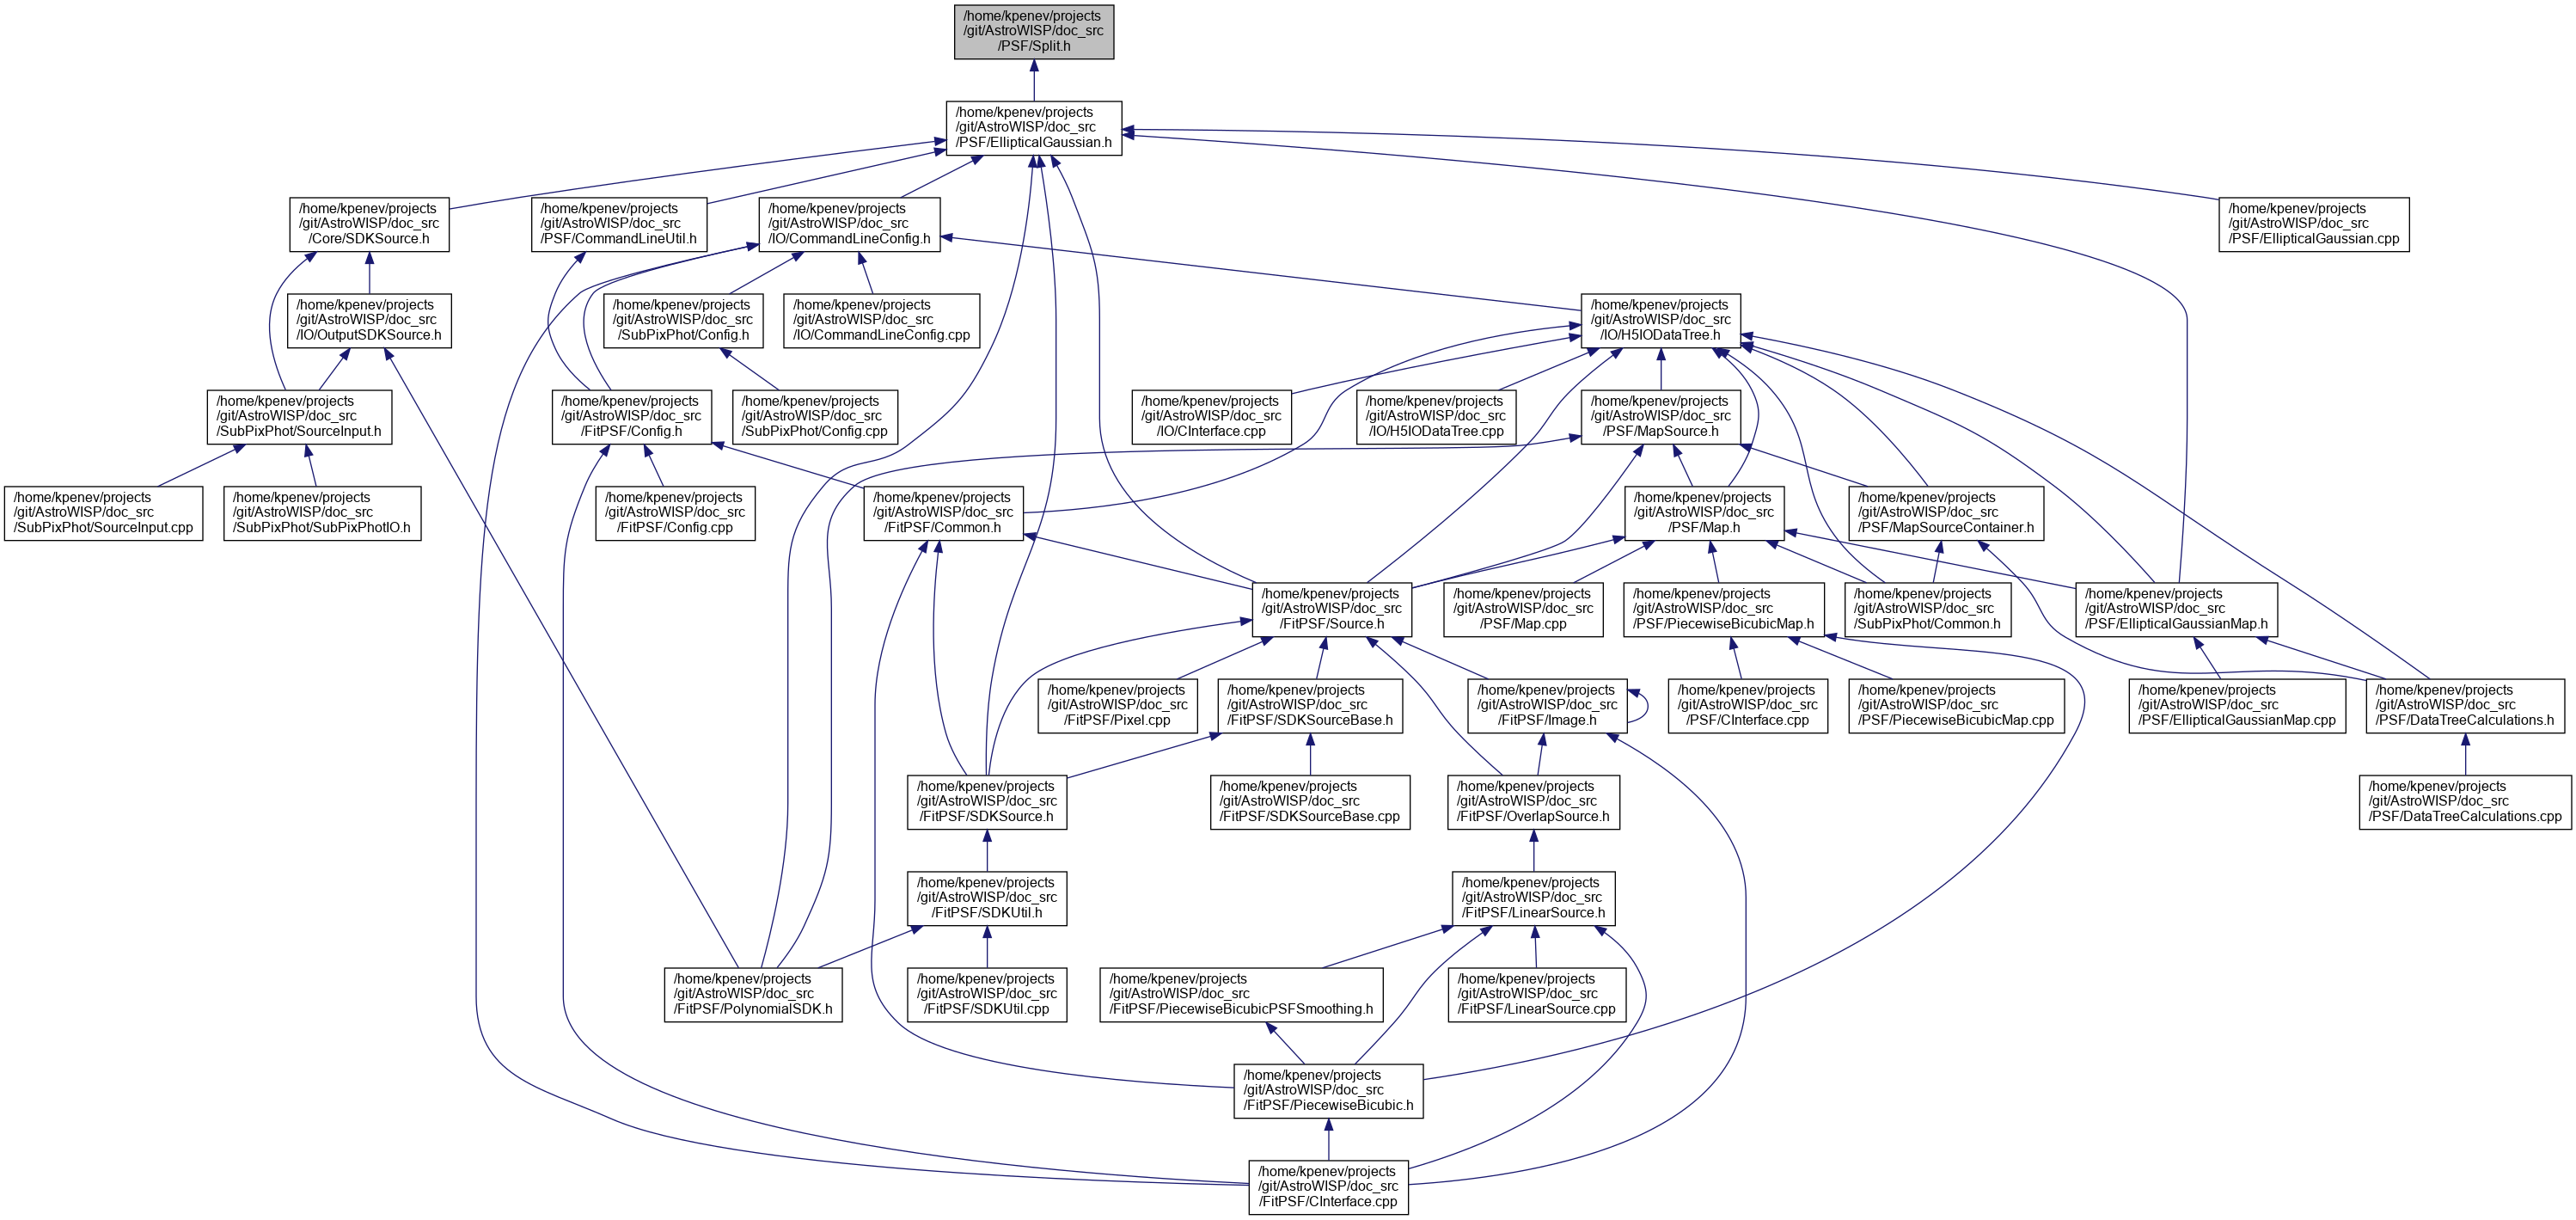 /home/kpenev/projects
/git/AstroWISP/doc_src
/PSF/Split.h
/home/kpenev/projects
/git/AstroWISP/doc_src
/PSF/EllipticalGaussian.h
/home/kpenev/projects
/git/AstroWISP/doc_src
/Core/SDKSource.h
/home/kpenev/projects
/git/AstroWISP/doc_src
/PSF/CommandLineUtil.h
/home/kpenev/projects
/git/AstroWISP/doc_src
/IO/CommandLineConfig.h
/home/kpenev/projects
/git/AstroWISP/doc_src
/PSF/EllipticalGaussian.cpp
/home/kpenev/projects
/git/AstroWISP/doc_src
/IO/OutputSDKSource.h
/home/kpenev/projects
/git/AstroWISP/doc_src
/SubPixPhot/Config.h
/home/kpenev/projects
/git/AstroWISP/doc_src
/IO/CommandLineConfig.cpp
/home/kpenev/projects
/git/AstroWISP/doc_src
/IO/H5IODataTree.h
/home/kpenev/projects
/git/AstroWISP/doc_src
/SubPixPhot/SourceInput.h
/home/kpenev/projects
/git/AstroWISP/doc_src
/FitPSF/Config.h
/home/kpenev/projects
/git/AstroWISP/doc_src
/SubPixPhot/Config.cpp
/home/kpenev/projects
/git/AstroWISP/doc_src
/IO/CInterface.cpp
/home/kpenev/projects
/git/AstroWISP/doc_src
/IO/H5IODataTree.cpp
/home/kpenev/projects
/git/AstroWISP/doc_src
/PSF/MapSource.h
/home/kpenev/projects
/git/AstroWISP/doc_src
/SubPixPhot/SourceInput.cpp
/home/kpenev/projects
/git/AstroWISP/doc_src
/SubPixPhot/SubPixPhotIO.h
/home/kpenev/projects
/git/AstroWISP/doc_src
/FitPSF/Config.cpp
/home/kpenev/projects
/git/AstroWISP/doc_src
/FitPSF/Common.h
/home/kpenev/projects
/git/AstroWISP/doc_src
/PSF/Map.h
/home/kpenev/projects
/git/AstroWISP/doc_src
/PSF/MapSourceContainer.h
/home/kpenev/projects
/git/AstroWISP/doc_src
/FitPSF/Source.h
/home/kpenev/projects
/git/AstroWISP/doc_src
/PSF/Map.cpp
/home/kpenev/projects
/git/AstroWISP/doc_src
/PSF/PiecewiseBicubicMap.h
/home/kpenev/projects
/git/AstroWISP/doc_src
/SubPixPhot/Common.h
/home/kpenev/projects
/git/AstroWISP/doc_src
/PSF/EllipticalGaussianMap.h
/home/kpenev/projects
/git/AstroWISP/doc_src
/FitPSF/Pixel.cpp
/home/kpenev/projects
/git/AstroWISP/doc_src
/FitPSF/SDKSourceBase.h
/home/kpenev/projects
/git/AstroWISP/doc_src
/FitPSF/Image.h
/home/kpenev/projects
/git/AstroWISP/doc_src
/PSF/CInterface.cpp
/home/kpenev/projects
/git/AstroWISP/doc_src
/PSF/PiecewiseBicubicMap.cpp
/home/kpenev/projects
/git/AstroWISP/doc_src
/PSF/EllipticalGaussianMap.cpp
/home/kpenev/projects
/git/AstroWISP/doc_src
/PSF/DataTreeCalculations.h
/home/kpenev/projects
/git/AstroWISP/doc_src
/FitPSF/SDKSource.h
/home/kpenev/projects
/git/AstroWISP/doc_src
/FitPSF/SDKSourceBase.cpp
/home/kpenev/projects
/git/AstroWISP/doc_src
/FitPSF/OverlapSource.h
/home/kpenev/projects
/git/AstroWISP/doc_src
/PSF/DataTreeCalculations.cpp
/home/kpenev/projects
/git/AstroWISP/doc_src
/FitPSF/SDKUtil.h
/home/kpenev/projects
/git/AstroWISP/doc_src
/FitPSF/LinearSource.h
/home/kpenev/projects
/git/AstroWISP/doc_src
/FitPSF/PolynomialSDK.h
/home/kpenev/projects
/git/AstroWISP/doc_src
/FitPSF/SDKUtil.cpp
/home/kpenev/projects
/git/AstroWISP/doc_src
/FitPSF/PiecewiseBicubicPSFSmoothing.h
/home/kpenev/projects
/git/AstroWISP/doc_src
/FitPSF/LinearSource.cpp
/home/kpenev/projects
/git/AstroWISP/doc_src
/FitPSF/PiecewiseBicubic.h
/home/kpenev/projects
/git/AstroWISP/doc_src
/FitPSF/CInterface.cpp